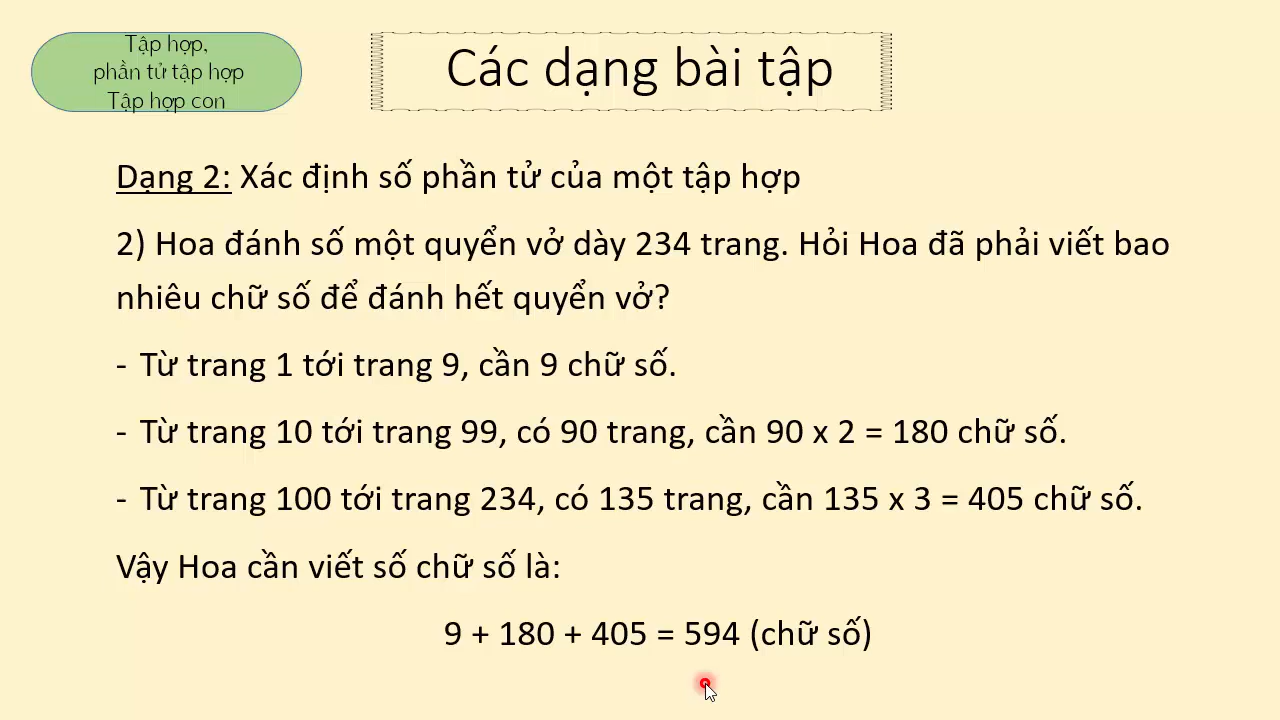 Tập hợp,
phần tử tập hợp
Tập hợp con
Các dạng bài tập
Dạng 2: Xác định số phần tử của một tập hợp
2) Hoa đánh số một quyển vở dày 234 trang. Hỏi Hoa đã phải viết bao
nhiêu chữ số để đánh hết quyển vở?
- Từ trang 1 tới trang 9, cần 9 chữ số.
- Từ trang 10 tới trang 99, có 90 trang, cần 90 x 2 = 180 chữ số.
- Từ trang 100 tới trang 234, có 135 trang, cần 135 x 3 = 405 chữ số.
Vậy Hoa cần viết số chữ số là:
9 + 180 + 405 = 594 (chữ số)